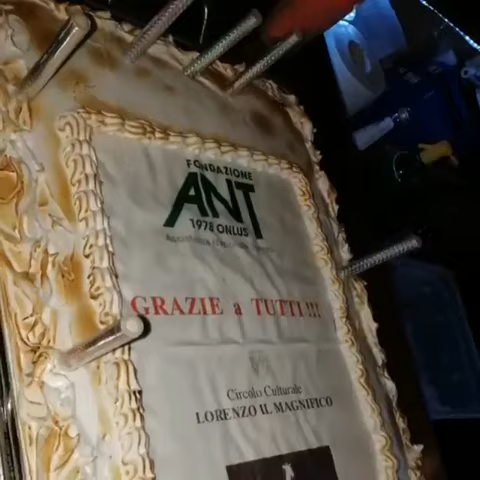 FONDAZIONE
ANT
1978 ONLUS
GRAZIE a TUTTI!!!
Circolo Culturale
LORENZO IL MAGNIFICO